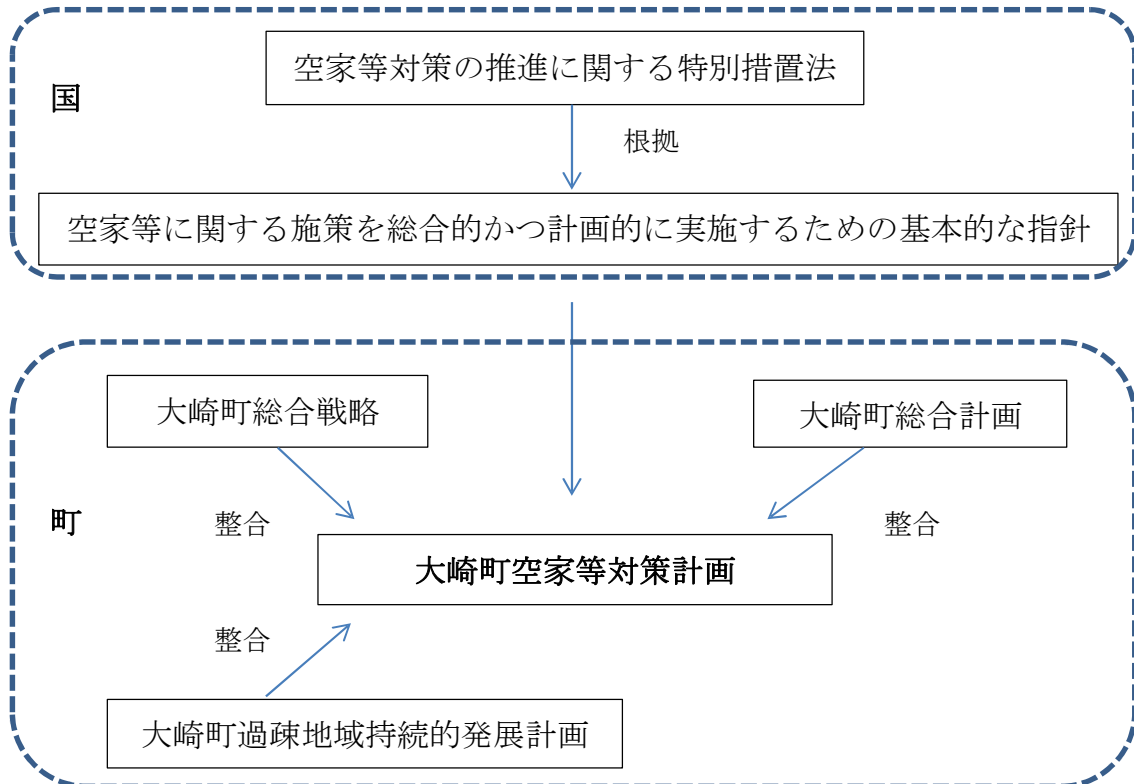 空家等対策の推進に関する特別措置法
国
根拠
空家等に関する施策を総合的かつ計画的に実施するための基本的な指針
大崎町総合戦略
大崎町総合計画
町
整合
整合
大崎町空家等対策計画
整合
大崎町過疎地域持続的発展計画